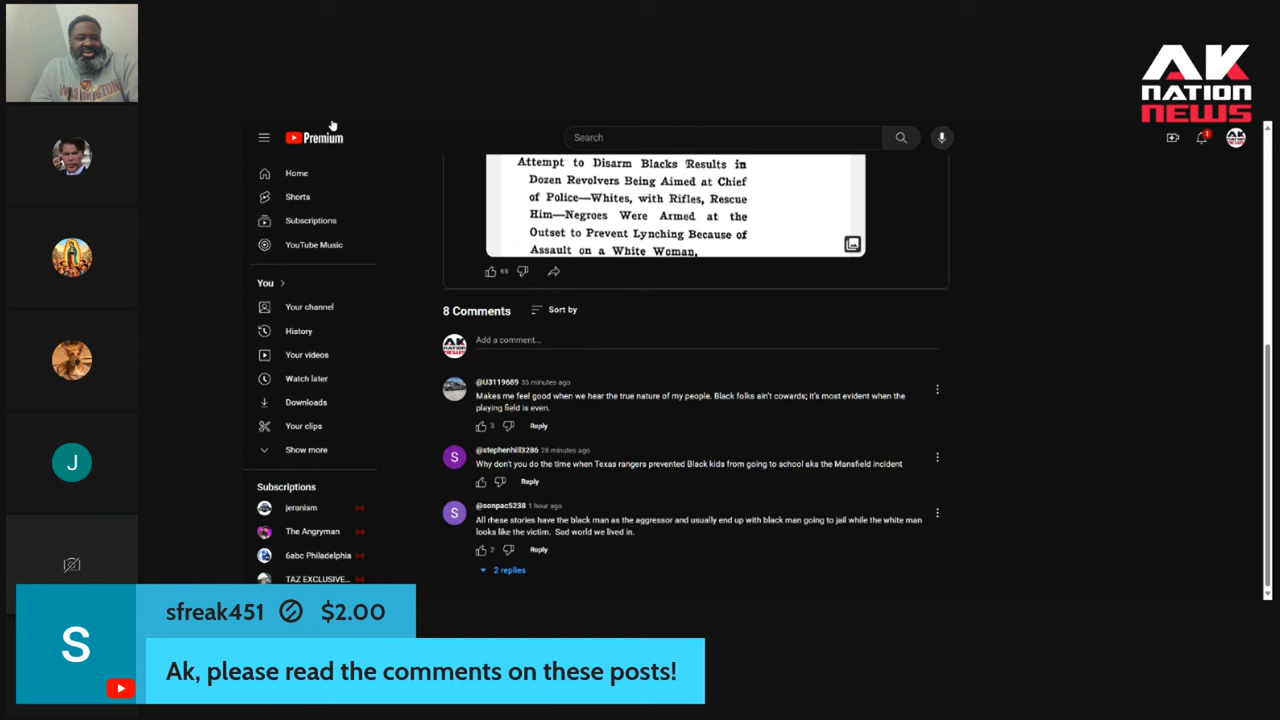 WASHINGTON
AK
NATION
NEWS
Premium
Search
1
Home
Shorts
Subscriptions
YouTube Music
You
Your channel
History
Your videos
Watch later
Downloads
Your clips
Show more
Subscriptions
jeranism
The Angryman
6abc Philadelphia
TAZ EXCLUSIVE...
Attempt to Disarm Blacks Results in
Dozen Revolvers Being Aimed at Chief
of Police—Whites, with Rifles, Rescue
Him—Negroes Were Armed at the
Outset to Prevent Lynching Because of
Assault on a White Woman,
68
8 Comments
Sort by
AK NATION NEWS
Add a comment...
@U3119689 33 minutes ago
Makes me feel good when we hear the true nature of my people. Black folks ain't cowards; it's most evident when the
playing field is even.
3 Reply
S
@stephenhill3286 28 minutes ago
Why don't you do the time when Texas rangers prevented Black kids from going to school aka the Mansfield incident
Reply
S
@sonpac5238 1 hour ago
All rhese stories have the black man as the aggressor and usually end up with black man going to jail while the white man
looks like the victim. Sad world we lived in.
2 Reply
2 replies
J
S
sfreak451 $2.00
Ak, please read the comments on these posts!